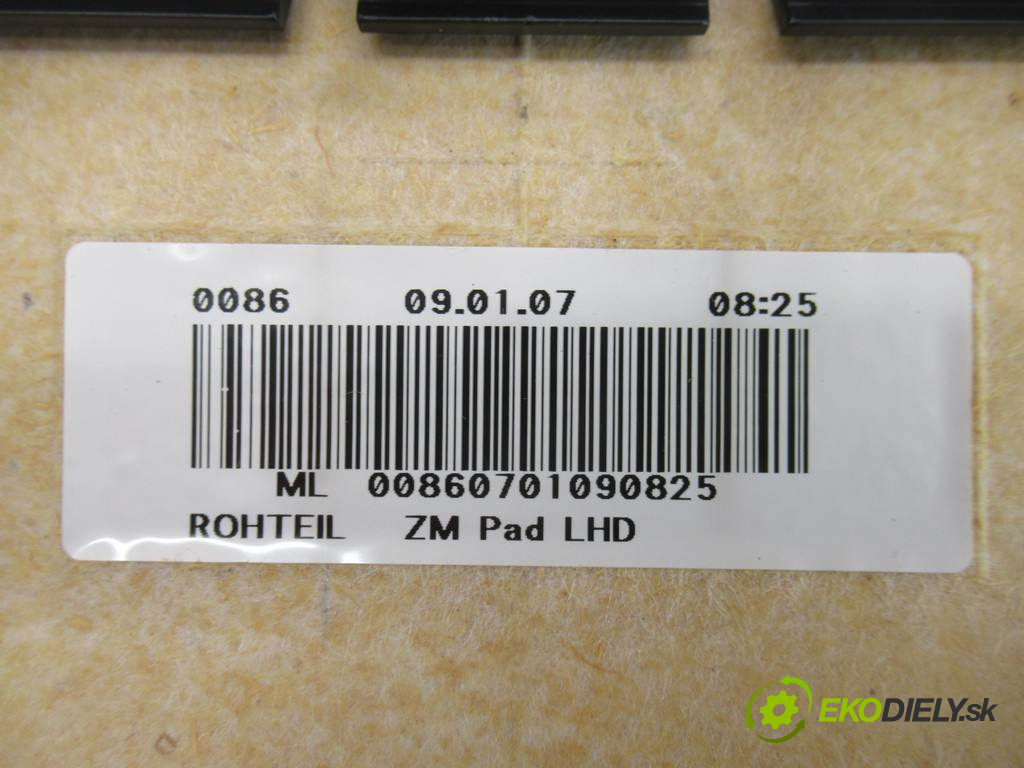 0086 09.01.07 08:25
ML 00860701090825
ROHTEIL ZM Pad LHD
EKODIELY.sk